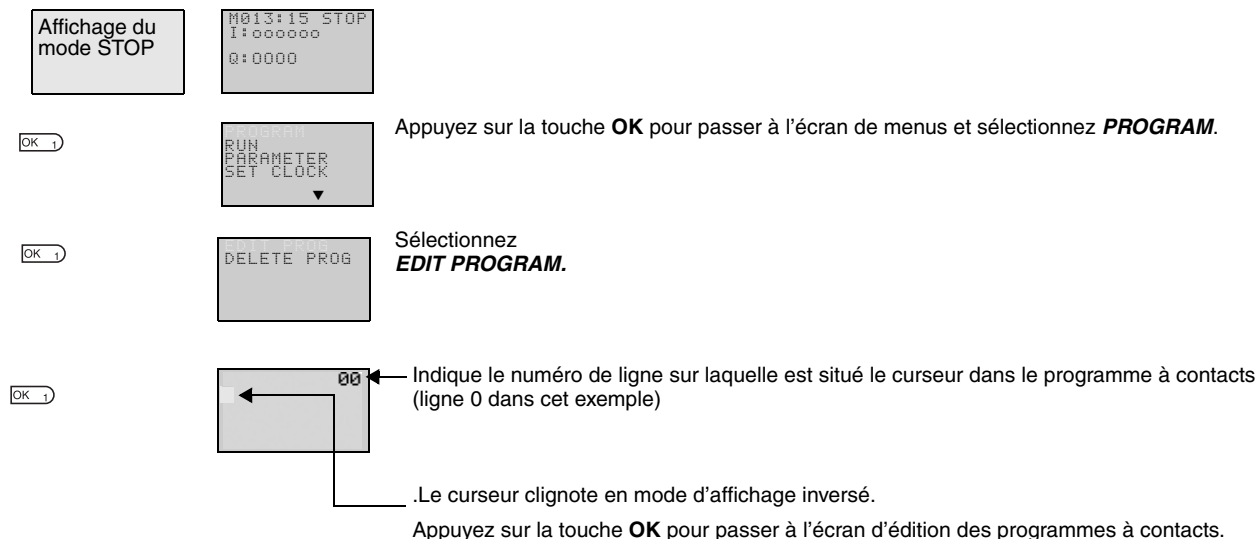 Affichage du
mode STOP
M013:15 STOP
I:oooooo
Q:0000
OK 1
PROGRAM
RUN
PARAMETER
SET CLOCK
▼
Appuyez sur la touche OK pour passer à l'écran de menus et sélectionnez PROGRAM.
OK 1
EDIT PROG
DELETE PROG
Sélectionnez
EDIT PROGRAM.
OK 1
00
Indique le numéro de ligne sur laquelle est situé le curseur dans le programme à contacts
(ligne 0 dans cet exemple)
.Le curseur clignote en mode d'affichage inversé.
Appuyez sur la touche OK pour passer à l'écran d'édition des programmes à contacts.